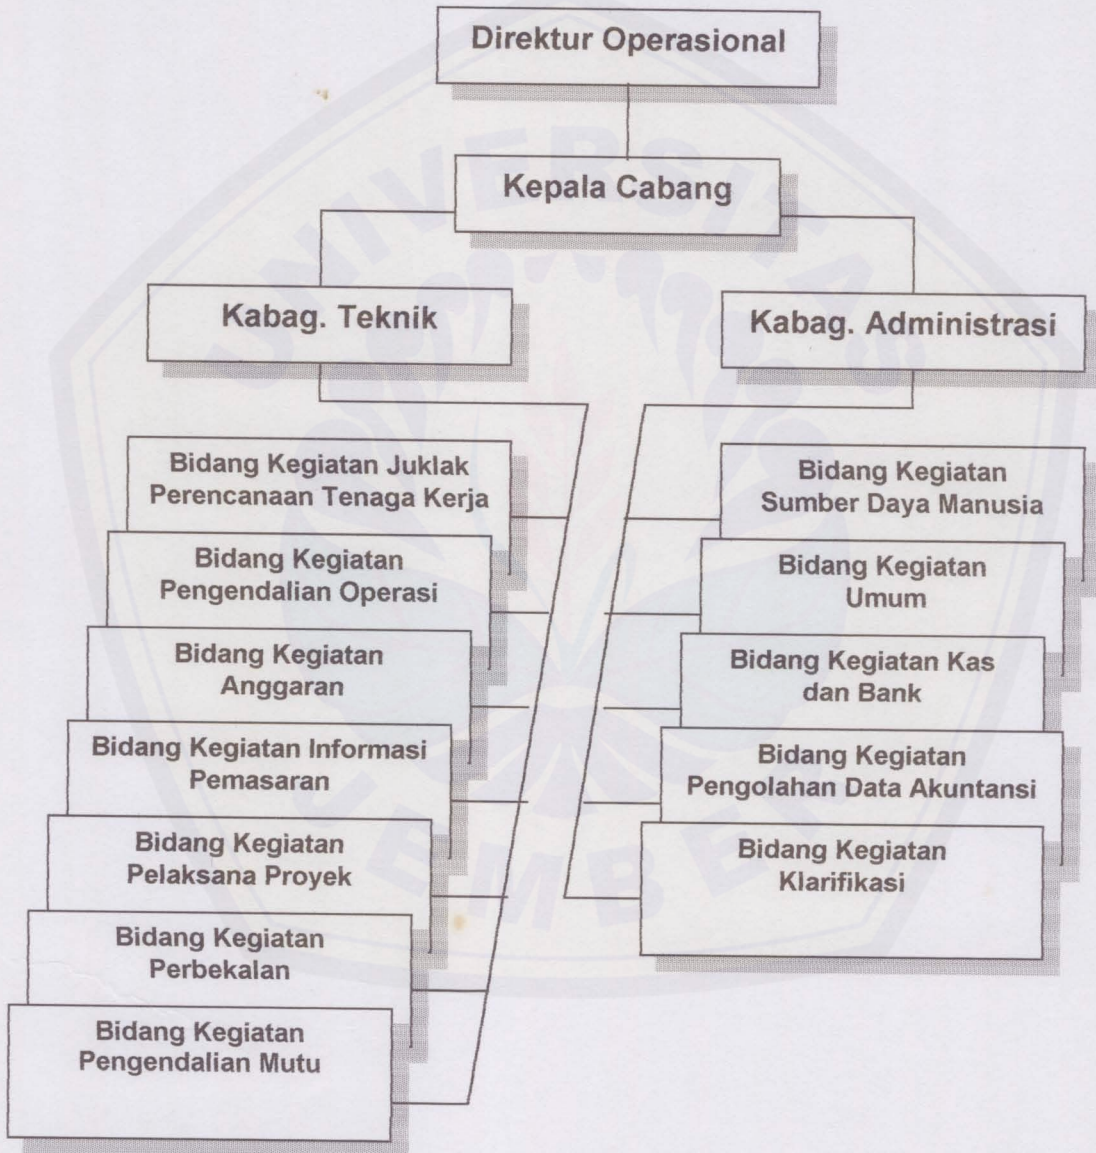 Direktur Operasional
Kepala Cabang
Kabag. Teknik
Kabag. Administrasi
Bidang Kegiatan Juklak
Perencanaan Tenaga Kerja
Bidang Kegiatan
Pengendalian Operasi
Bidang Kegiatan
Anggaran
Bidang Kegiatan Informasi
Pemasaran
Bidang Kegiatan
Pelaksana Proyek
Bidang Kegiatan
Perbekalan
Bidang Kegiatan
Pengendalian Mutu
Bidang Kegiatan
Sumber Daya Manusia
Bidang Kegiatan
Umum
Bidang Kegiatan Kas
dan Bank
Bidang Kegiatan
Pengolahan Data Akuntansi
Bidang Kegiatan
Klarifikasi
UNIVERSITAS
JEMBER